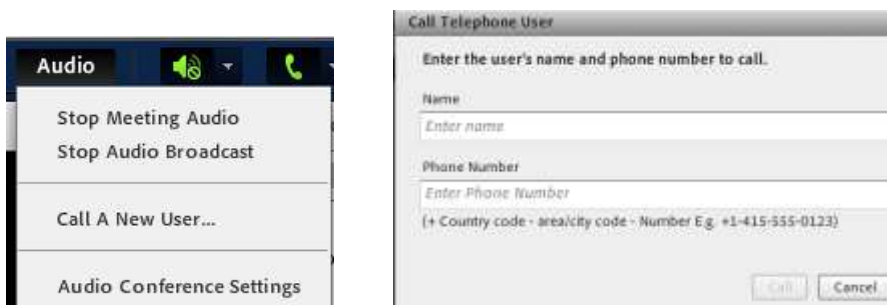 Audio
Stop Meeting Audio
Stop Audio Broadcast
Call A New User...
Audio Conference Settings
Call Telephone User
Enter the user's name and phone number to call.
Name
Enter name
Phone Number
Enter Phone Number
(+ Country code - area/city code - Number E.g. +1-415-555-0123)
Call Cancel